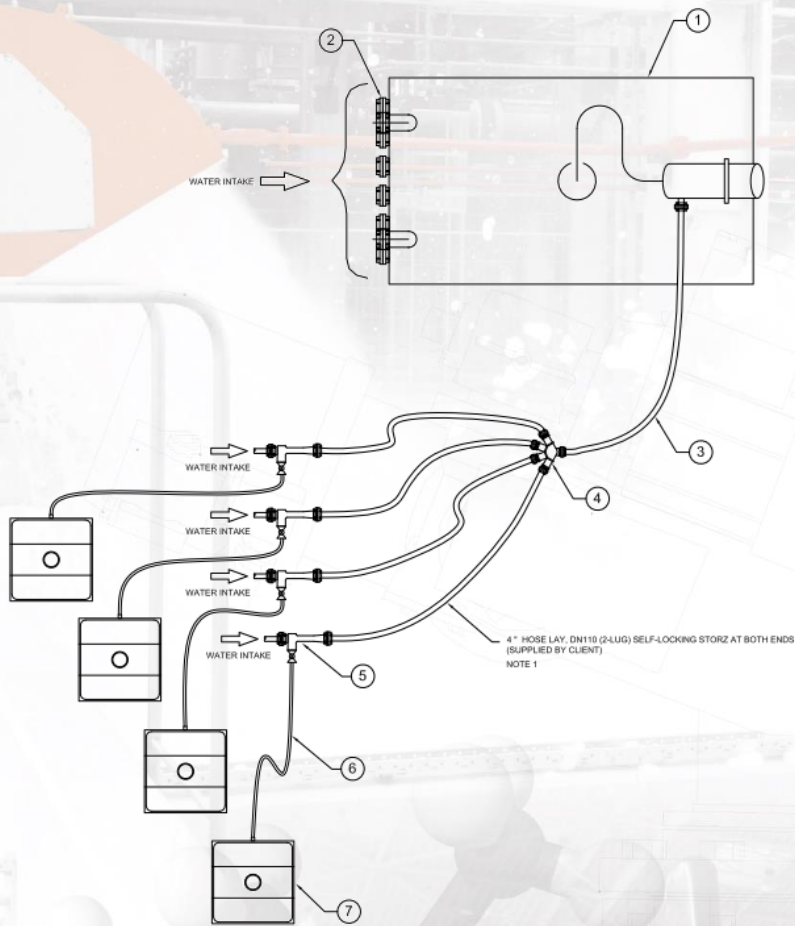 1
2
WATER INTAKE
3
4
WATER INTAKE
WATER INTAKE
WATER INTAKE
WATER INTAKE
4" HOSE LAY, DN110 (2-LUG) SELF-LOCKING STORZ AT BOTH ENDS
(SUPPLIED BY CLIENT)
NOTE 1
5
6
7